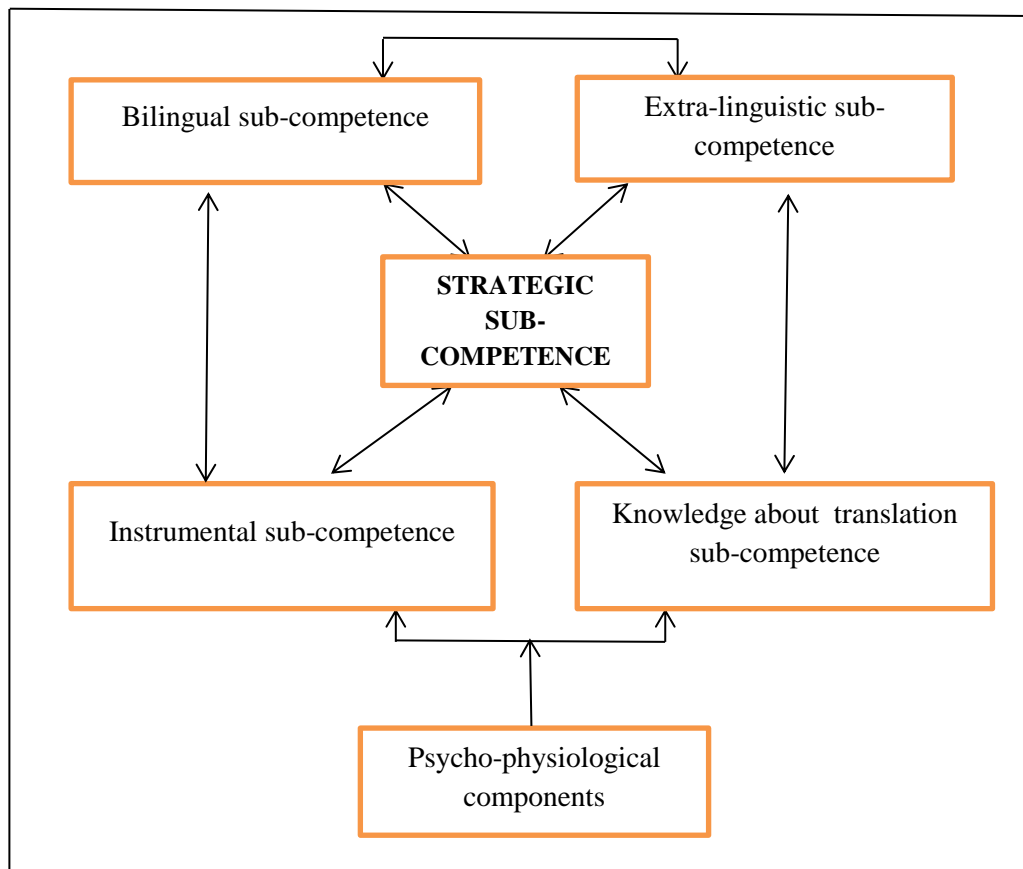 Bilingual sub-competence
Extra-linguistic sub-
competence
STRATEGIC
SUB-
COMPETENCE
Instrumental sub-competence
Knowledge about translation
sub-competence
Psycho-physiological
components